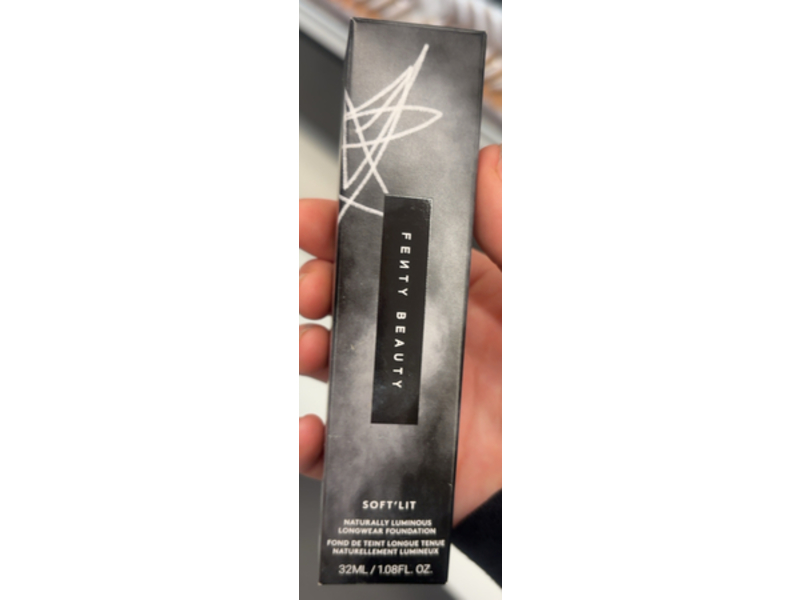 FENTY BEAUTY
SOFT'LIT
NATURALLY LUMINOUS
LONGWEAR FOUNDATION
FOND DE TEINT LONGUE TENUE
NATURELLEMENT LUMINEUX
32ML / 1.08FL. OZ.